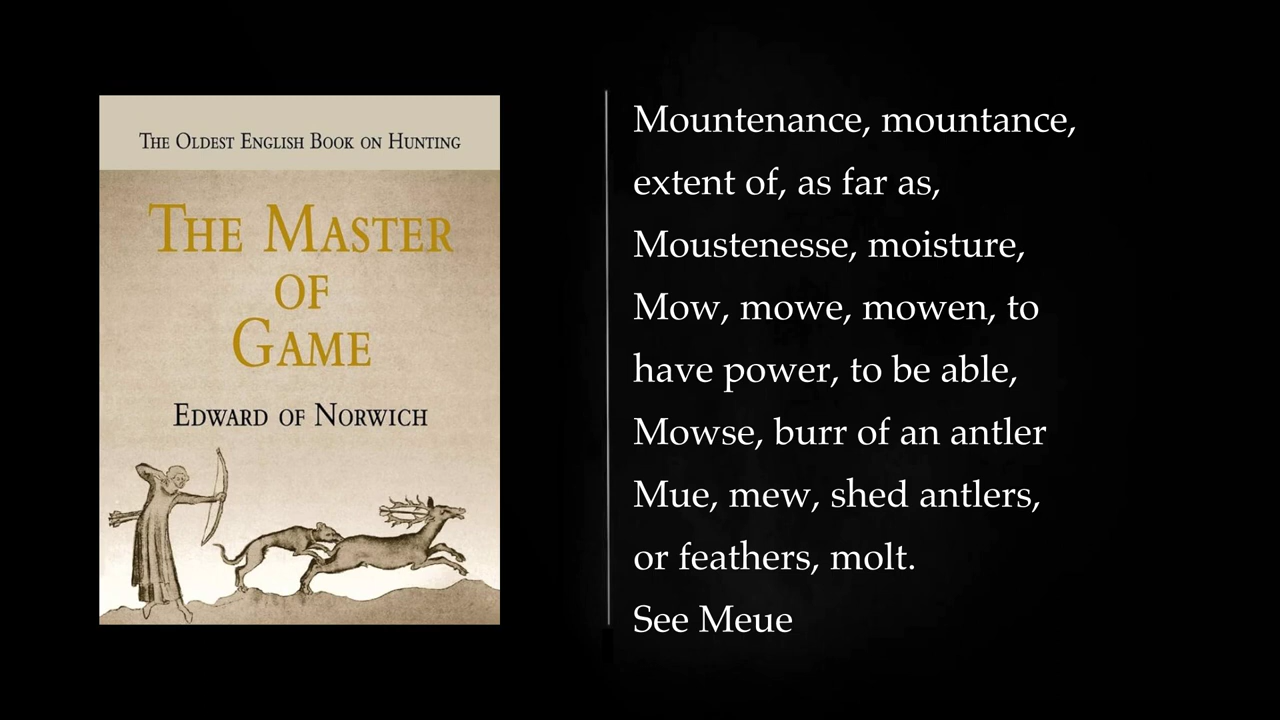 The Oldest English Book on Hunting
The Master
of
Game
Edward of Norwich
Mountenance, mountance,
extent of, as far as,
Moustenesse, moisture,
Mow, mowe, mowen, to
have power, to be able,
Mowse, burr of an antler
Mue, mew, shed antlers,
or feathers, molt.
See Meue